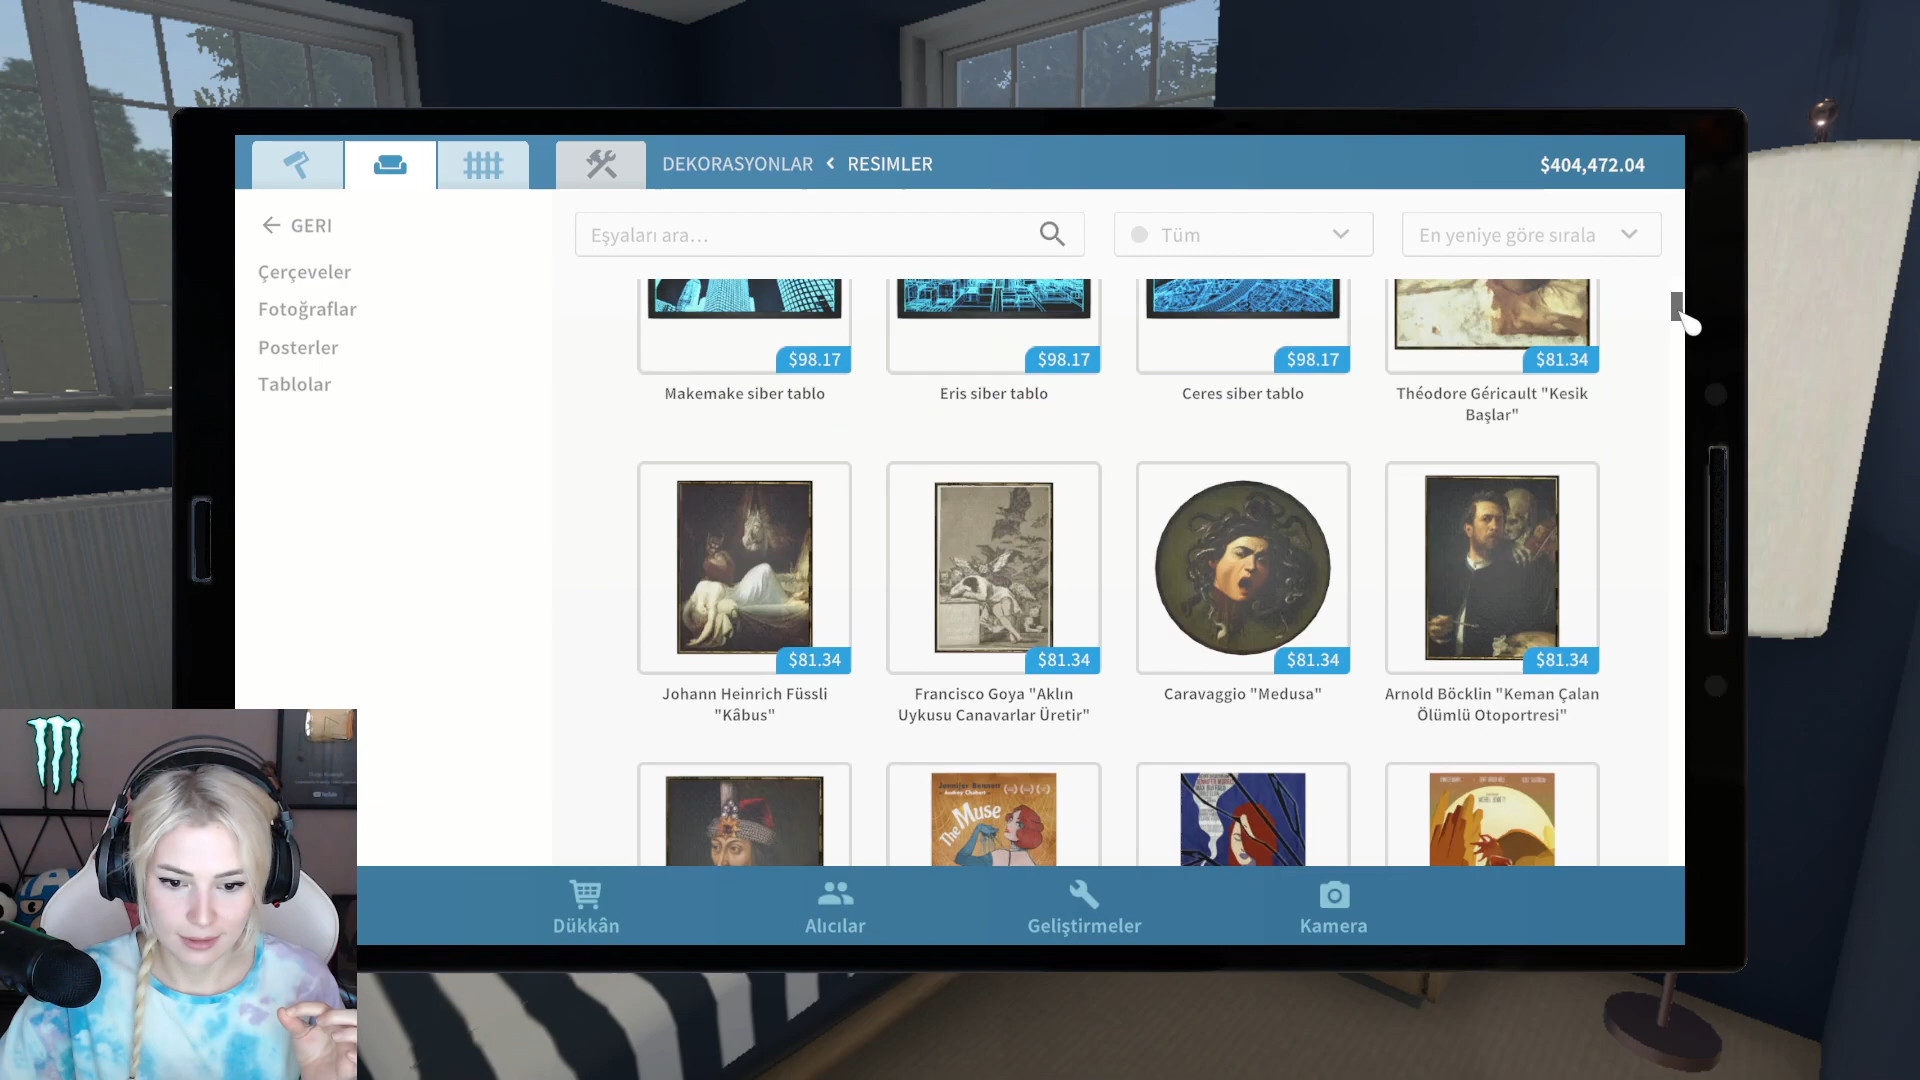 DEKORASYONLAR < RESIMLER
$404,472.04
GERI
Eşyaları ara...
Tüm
En yeniye göre sırala
Çerçeveler
Fotoğraflar
Posterler
Tablolar
$98.17
$98.17
$98.17
$81.34
Makemake siber tablo
Eris siber tablo
Ceres siber tablo
Théodore Géricault "Kesik
Başlar"
$81.34
$81.34
$81.34
$81.34
Johann Heinrich Füssli
"Kâbus"
Francisco Goya "Aklın
Uykusu Canavarlar Üretir"
Caravaggio "Medusa"
Arnold Böcklin "Keman Çalan
Ölümlü Otoportresi"
The Muse
Dükkân
Alıcılar
Geliştirmeler
Kamera